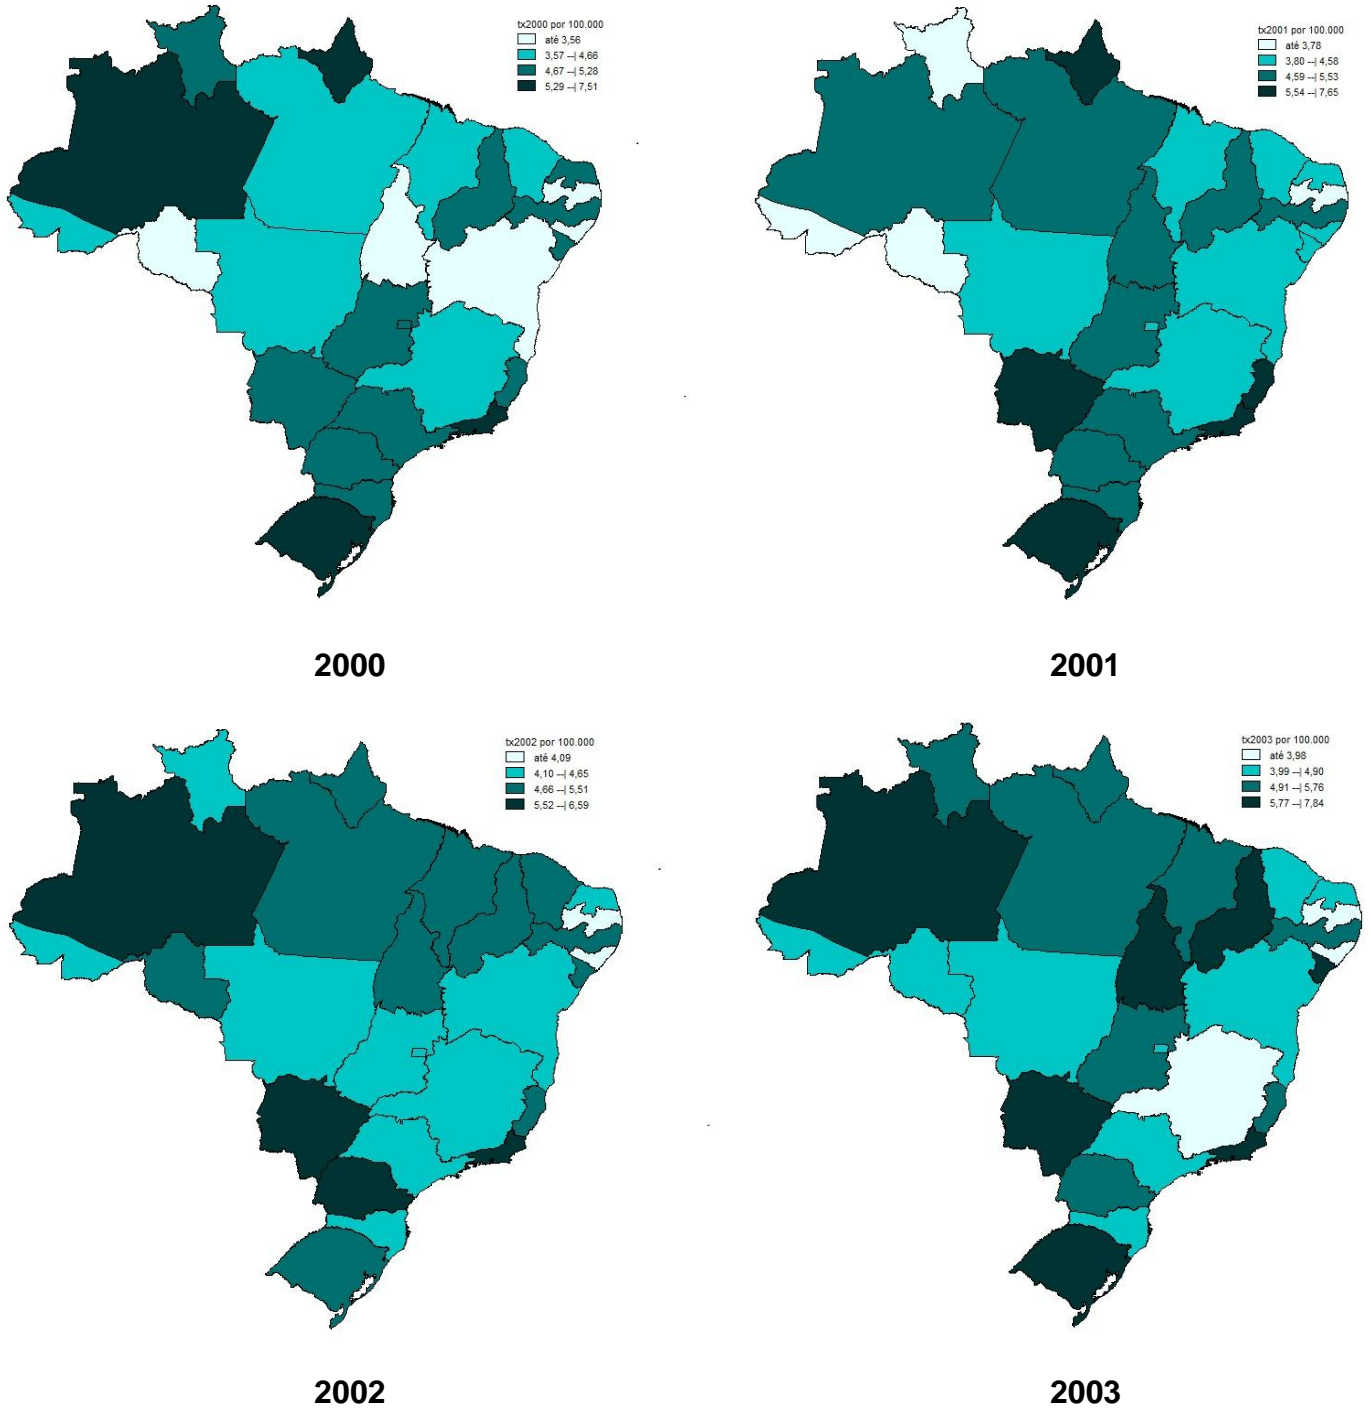 tx2000 por 100.000
até 3,56
3,57 --| 4,66
4,67 --| 5,28
5,29 --| 7,51
tx2001 por 100.000
até 3,78
3,80 --| 4,58
4,59 --| 5,53
5,54 --| 7,65
2000
2001
tx2002 por 100.000
até 4,09
4,10 --| 4,65
4,66 --| 5,51
5,52 --| 6,59
tx2003 por 100.000
até 3,98
3,99 --| 4,90
4,91 --| 5,76
5,77 --| 7,84
2002
2003